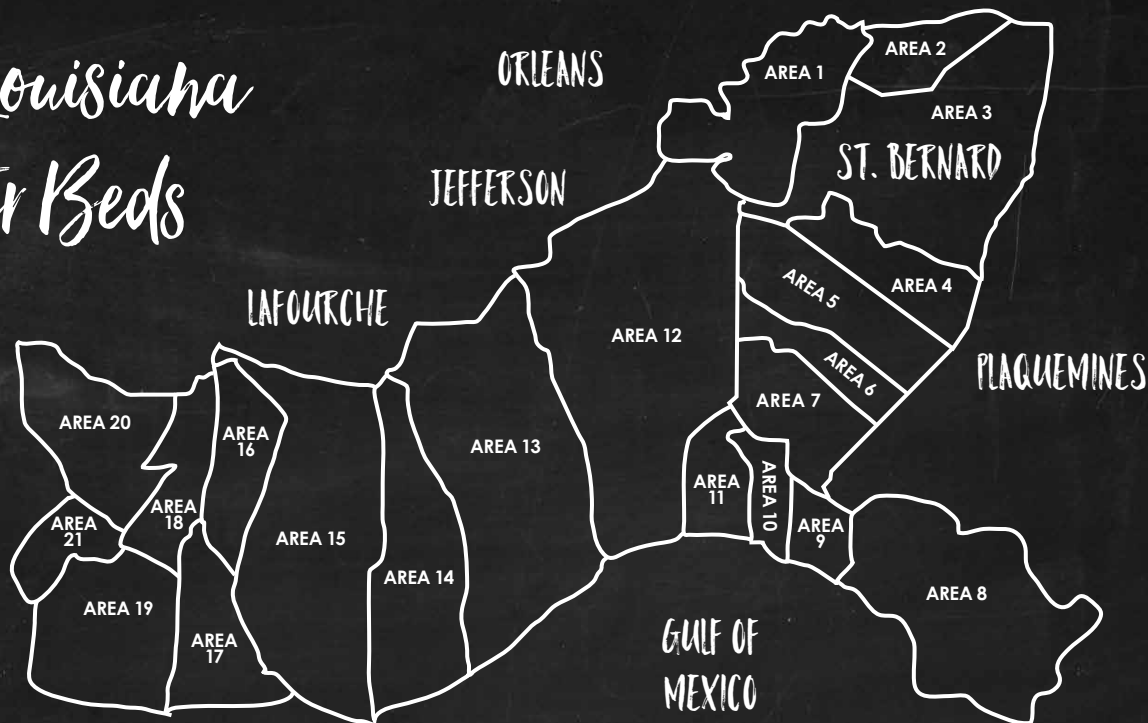 Louisiana
Beds
ORLEANS
JEFFERSON
LAFOURCHE
ST. BERNARD
PLAQUEMINES
GULF OF
MEXICO
AREA 1
AREA 2
AREA 3
AREA 4
AREA 5
AREA 6
AREA 7
AREA 8
AREA
9
AREA 10
AREA
11
AREA 12
AREA 13
AREA 14
AREA 15
AREA
16
AREA
17
AREA
18
AREA 19
AREA 20
AREA
21